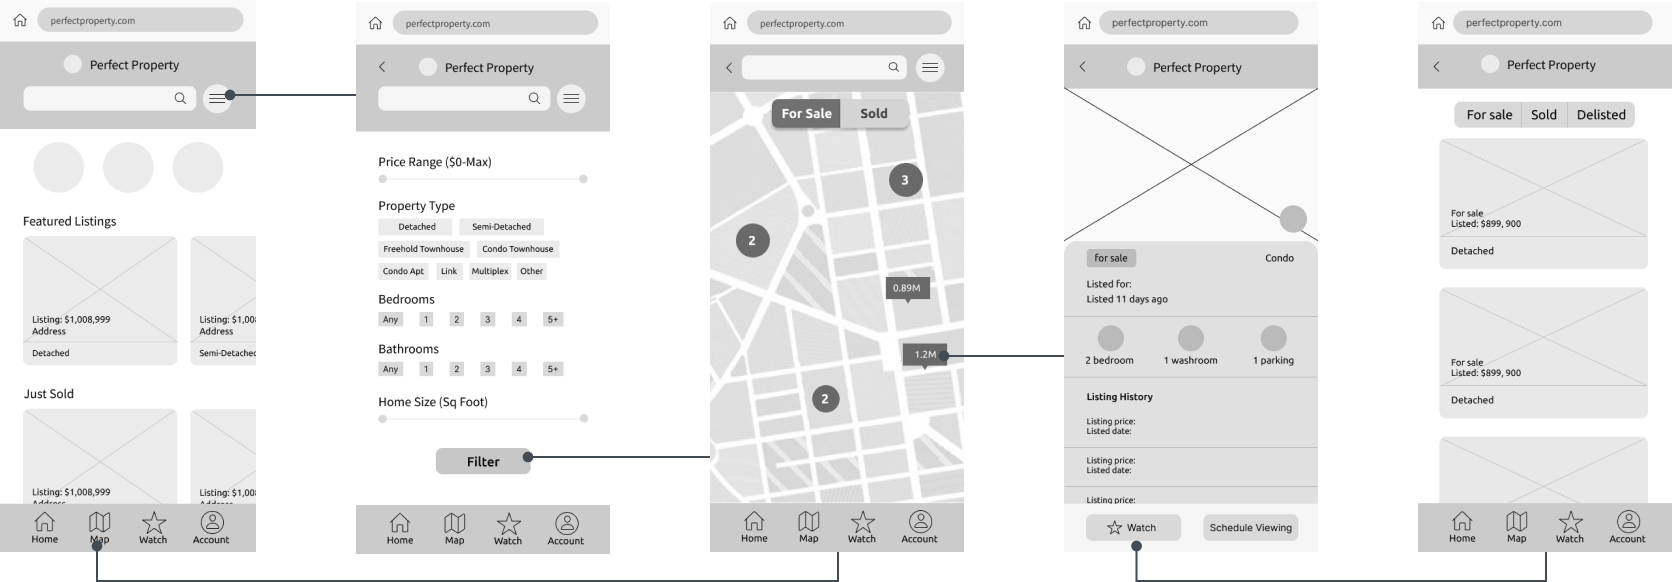 perfectproperty.com
Perfect Property
Featured Listings
Listing: $1,008,999
Address
Detached
Listing: $1,008
Semi-Detached
Just Sold
Listing: $1,008,999
Address
Listing: $1,008
Home Map Watch Account
perfectproperty.com
Perfect Property
Price Range ($0-Max)
Property Type
Detached Semi-Detached
Freehold Townhouse Condo Townhouse
Condo Apt Link Multiplex Other
Bedrooms
Any 1 2 3 4 5+
Bathrooms
Any 1 2 3 4 5+
Home Size (Sq Foot)
Filter
Home Map Watch Account
perfectproperty.com
For Sale Sold
3
2
0.89M
1.2M
2
Home Map Watch Account
perfectproperty.com
Perfect Property
for sale Condo
Listed for:
Listed 11 days ago
2 bedroom 1 washroom 1 parking
Listing History
Listing price:
Listed date:
Listing price:
Listed date:
Listing price:
Watch Schedule Viewing
perfectproperty.com
Perfect Property
For sale Sold Delisted
For sale
Listed: $899, 900
Detached
For sale
Listed: $899, 900
Detached
Home Map Watch Account